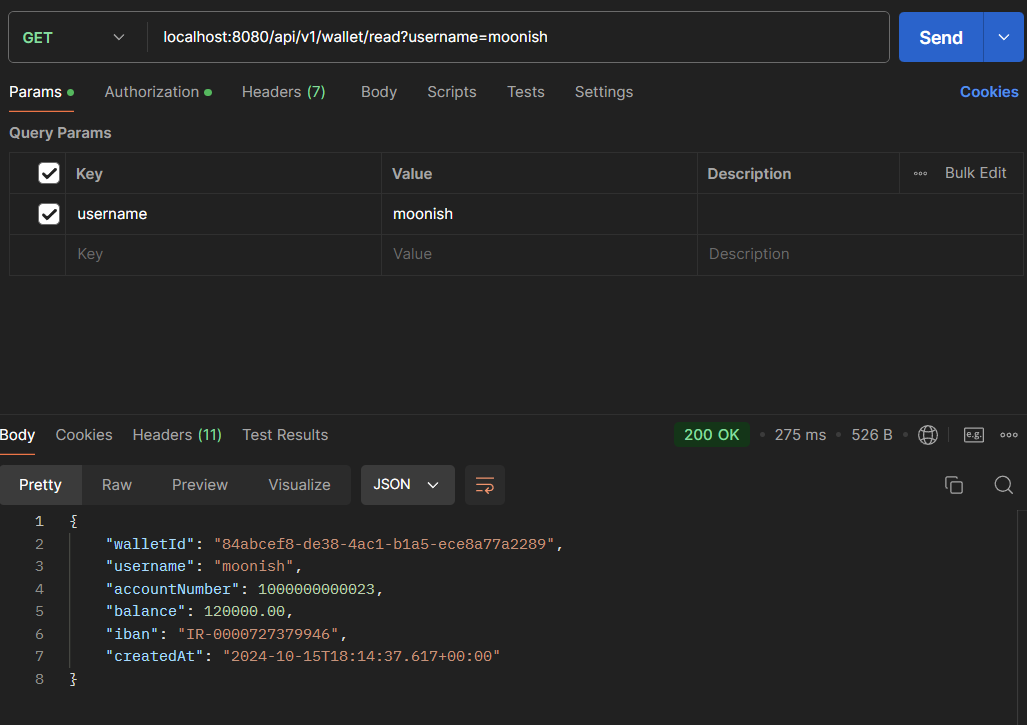 GET localhost:8080/api/v1/wallet/read?username=moonish Send
Params Authorization Headers (7) Body Scripts Tests Settings Cookies
Query Params
Key Value Description Bulk Edit
username moonish
Key Value Description
Body Cookies Headers (11) Test Results 200 OK 275 ms 526 B e.g.
Pretty Raw Preview Visualize JSON
1 {
2 "walletId": "84abcef8-de38-4ac1-b1a5-ece8a77a2289",
3 "username": "moonish",
4 "accountNumber": 1000000000023,
5 "balance": 120000.00,
6 "iban": "IR-0000727379946",
7 "createdAt": "2024-10-15T18:14:37.617+00:00"
8 }